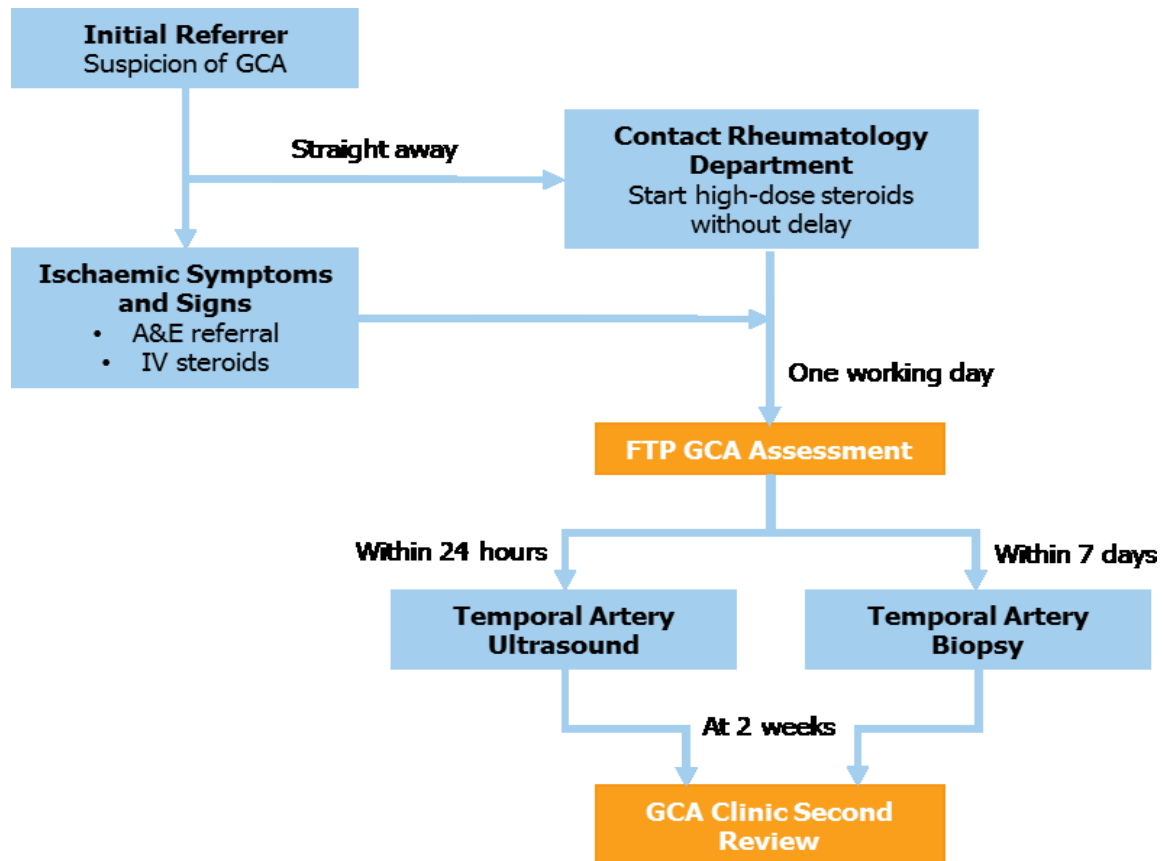 Initial Referrer
Suspicion of GCA
Straight away
Contact Rheumatology
Department
Start high-dose steroids
without delay
Ischaemic Symptoms
and Signs
• A&E referral
• IV steroids
One working day
FTP GCA Assessment
Within 24 hours
Within 7 days
Temporal Artery
Ultrasound
Temporal Artery
Biopsy
At 2 weeks
GCA Clinic Second
Review